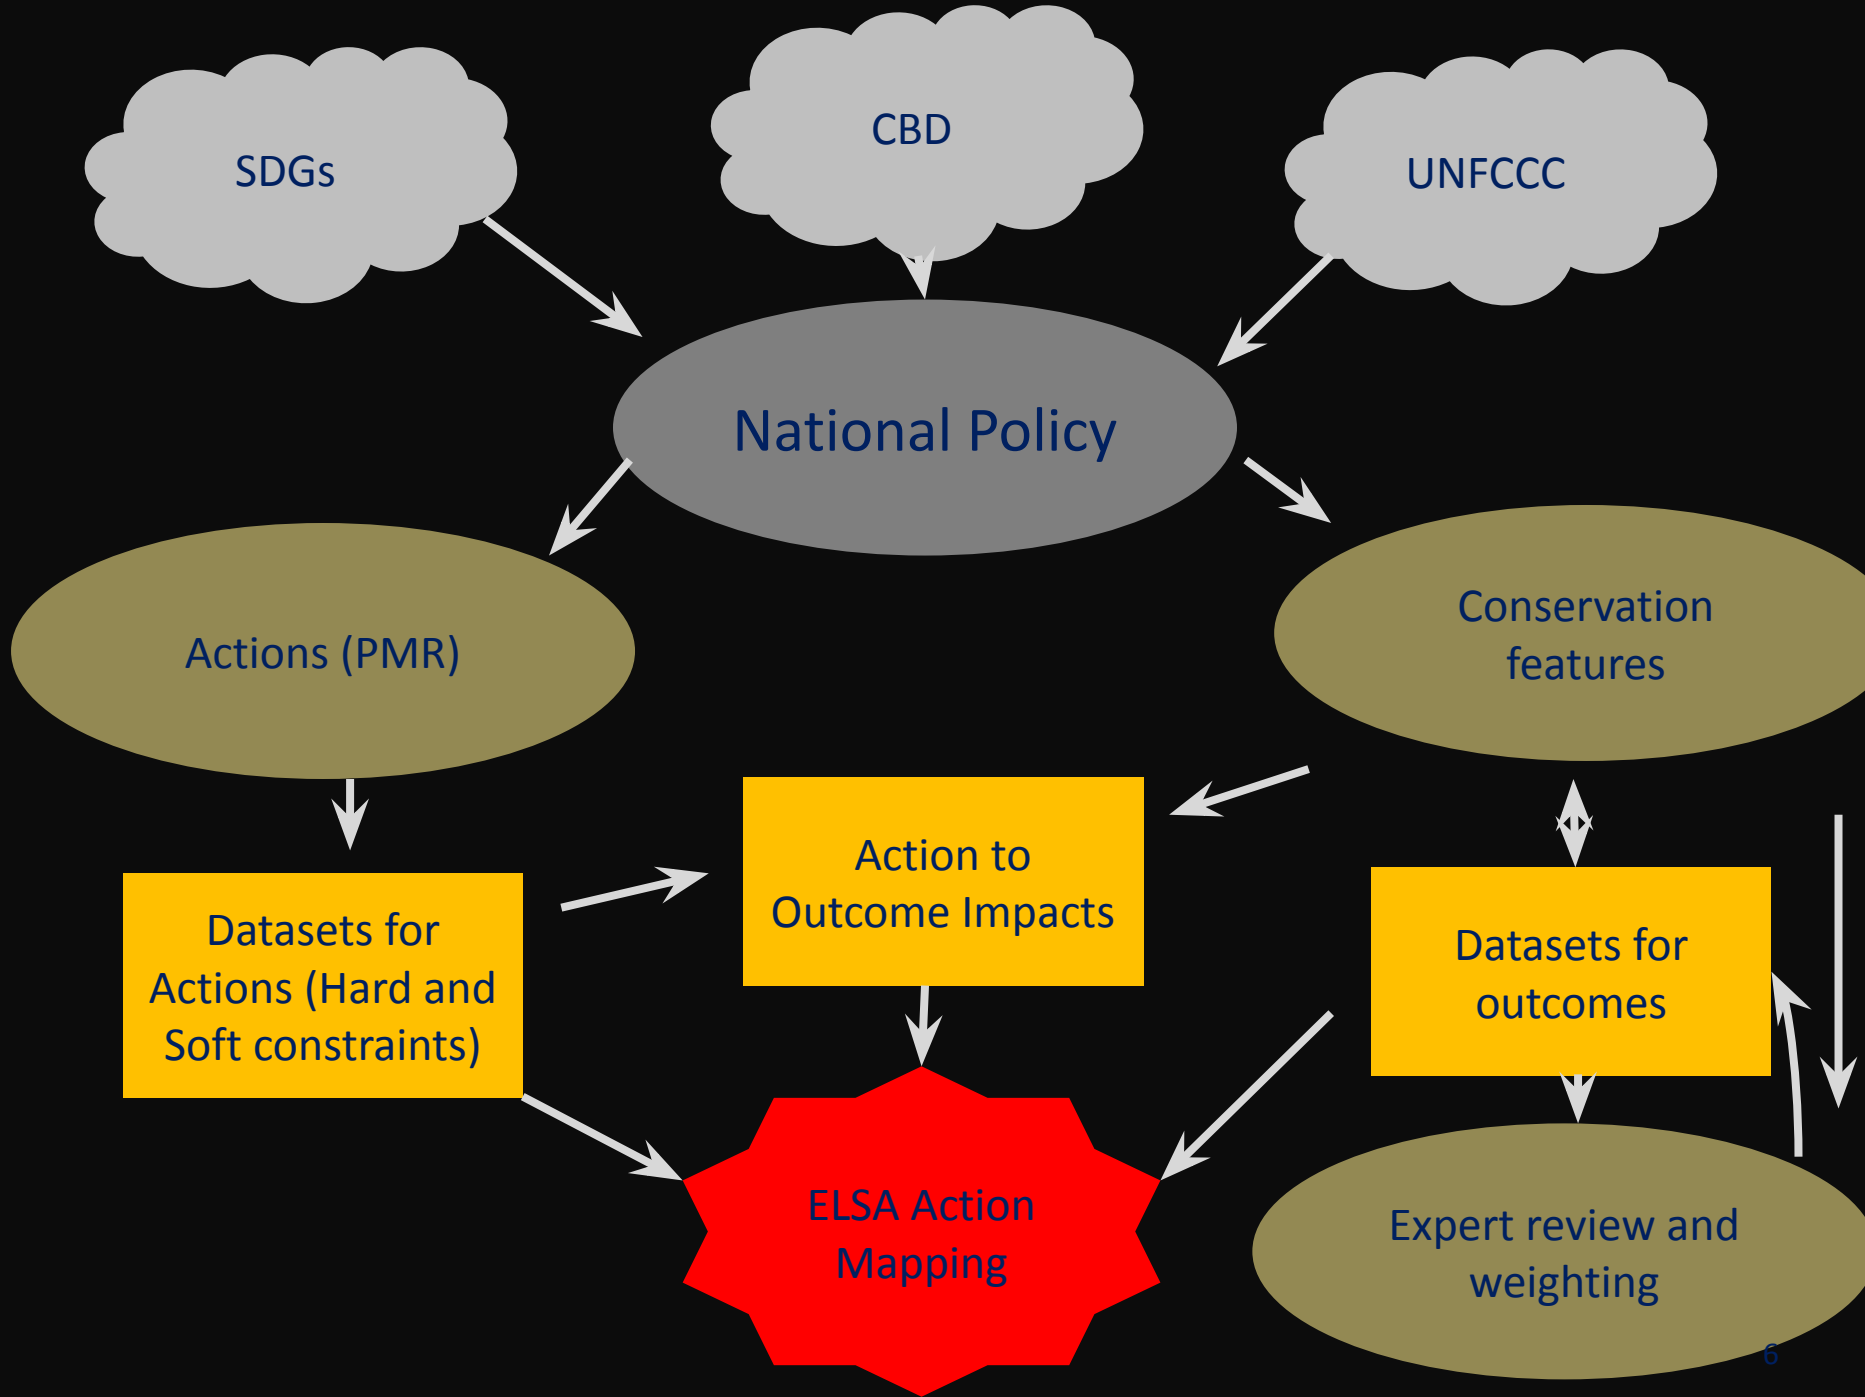 SDGs
CBD
UNFCCC
National Policy
Actions (PMR)
Conservation
features
Action to
Outcome Impacts
Datasets for
Actions (Hard and
Soft constraints)
Datasets for
outcomes
ELSA Action
Mapping
Expert review and
weighting
6